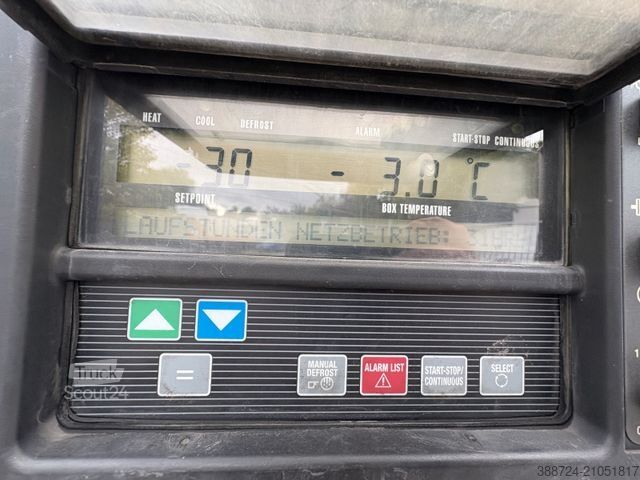 HEAT COOL DEFROST ALARM START-STOP CONTINUOUS
-30 -3.0°C
SETPOINT BOX TEMPERATURE
LAUFSTUNDEN NETZBETRIEB:
MANUAL DEFROST
ALARM LIST
START-STOP/CONTINUOUS
SELECT
=
Truck
Scout24
388724-21051817